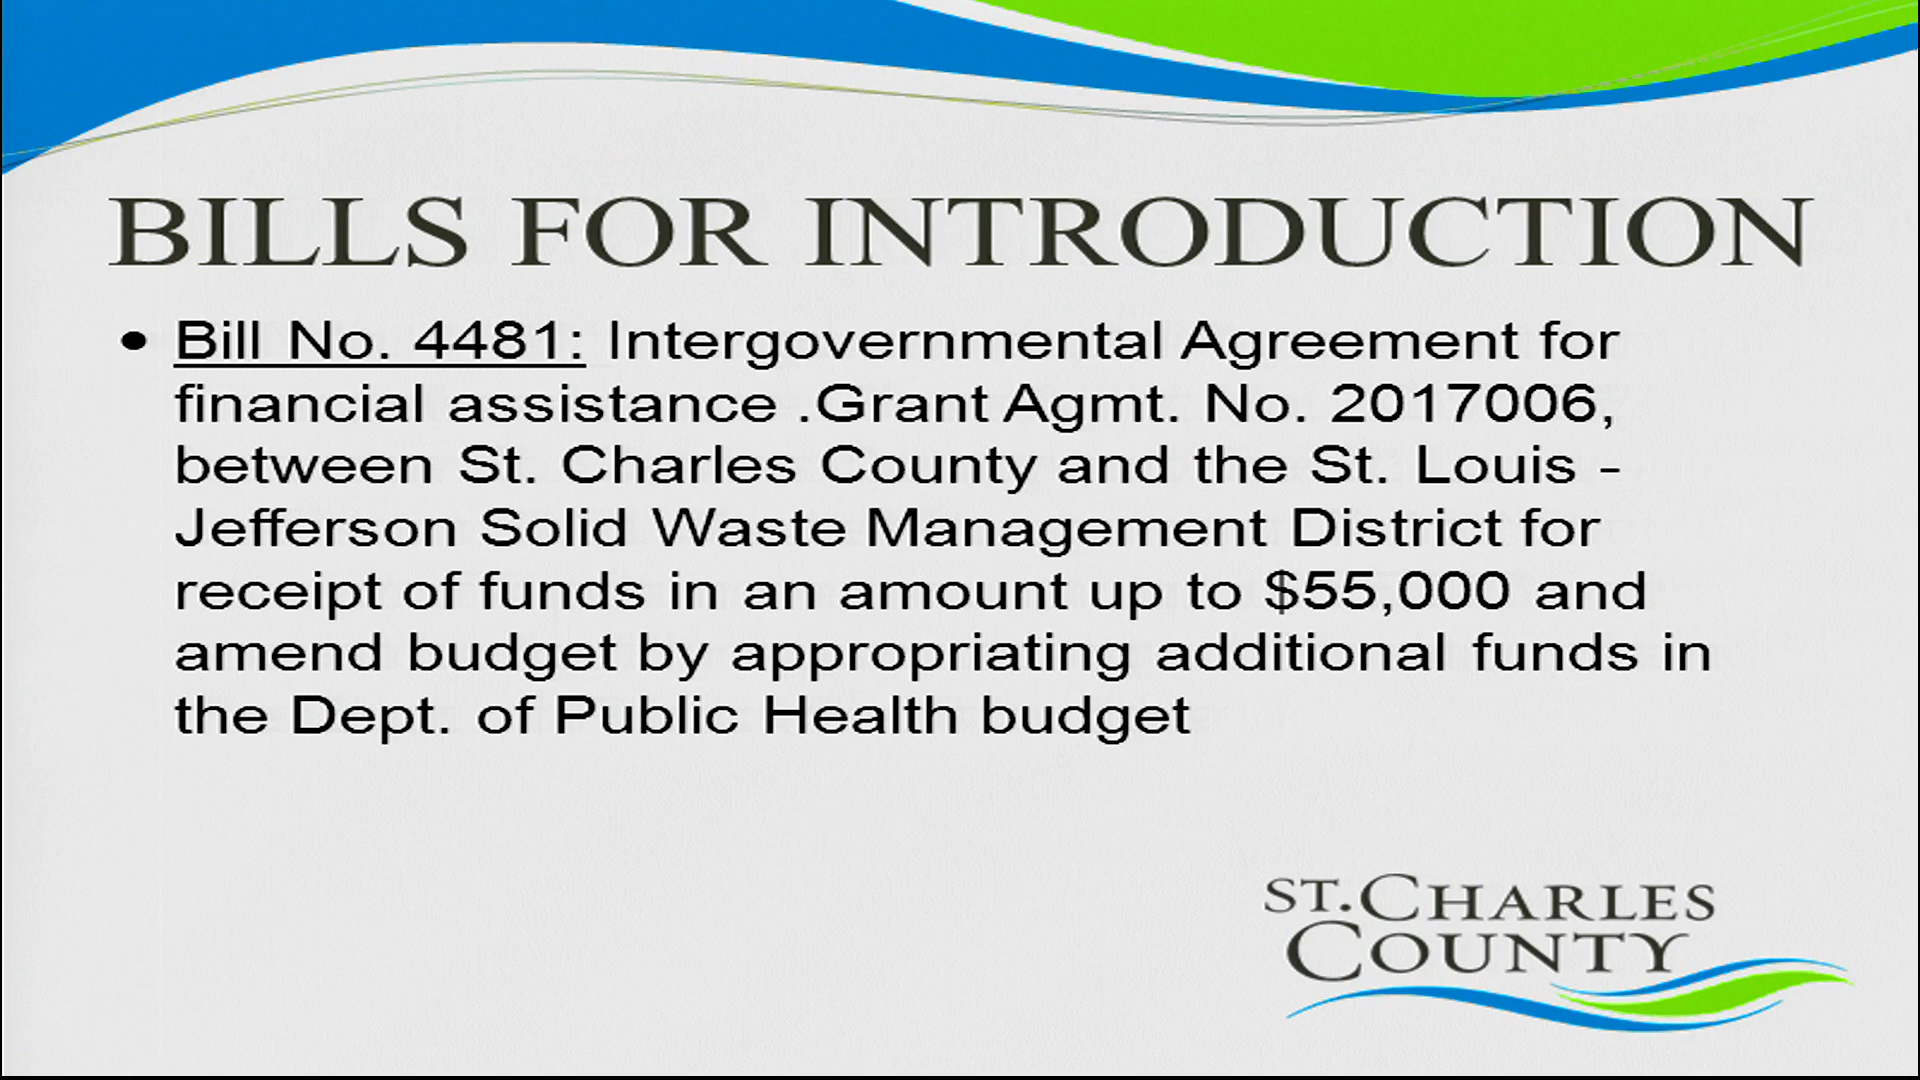 BILLS FOR INTRODUCTION
• Bill No. 4481: Intergovernmental Agreement for
financial assistance .Grant Agmt. No. 2017006,
between St. Charles County and the St. Louis -
Jefferson Solid Waste Management District for
receipt of funds in an amount up to $55,000 and
amend budget by appropriating additional funds in
the Dept. of Public Health budget
ST. CHARLES
COUNTY